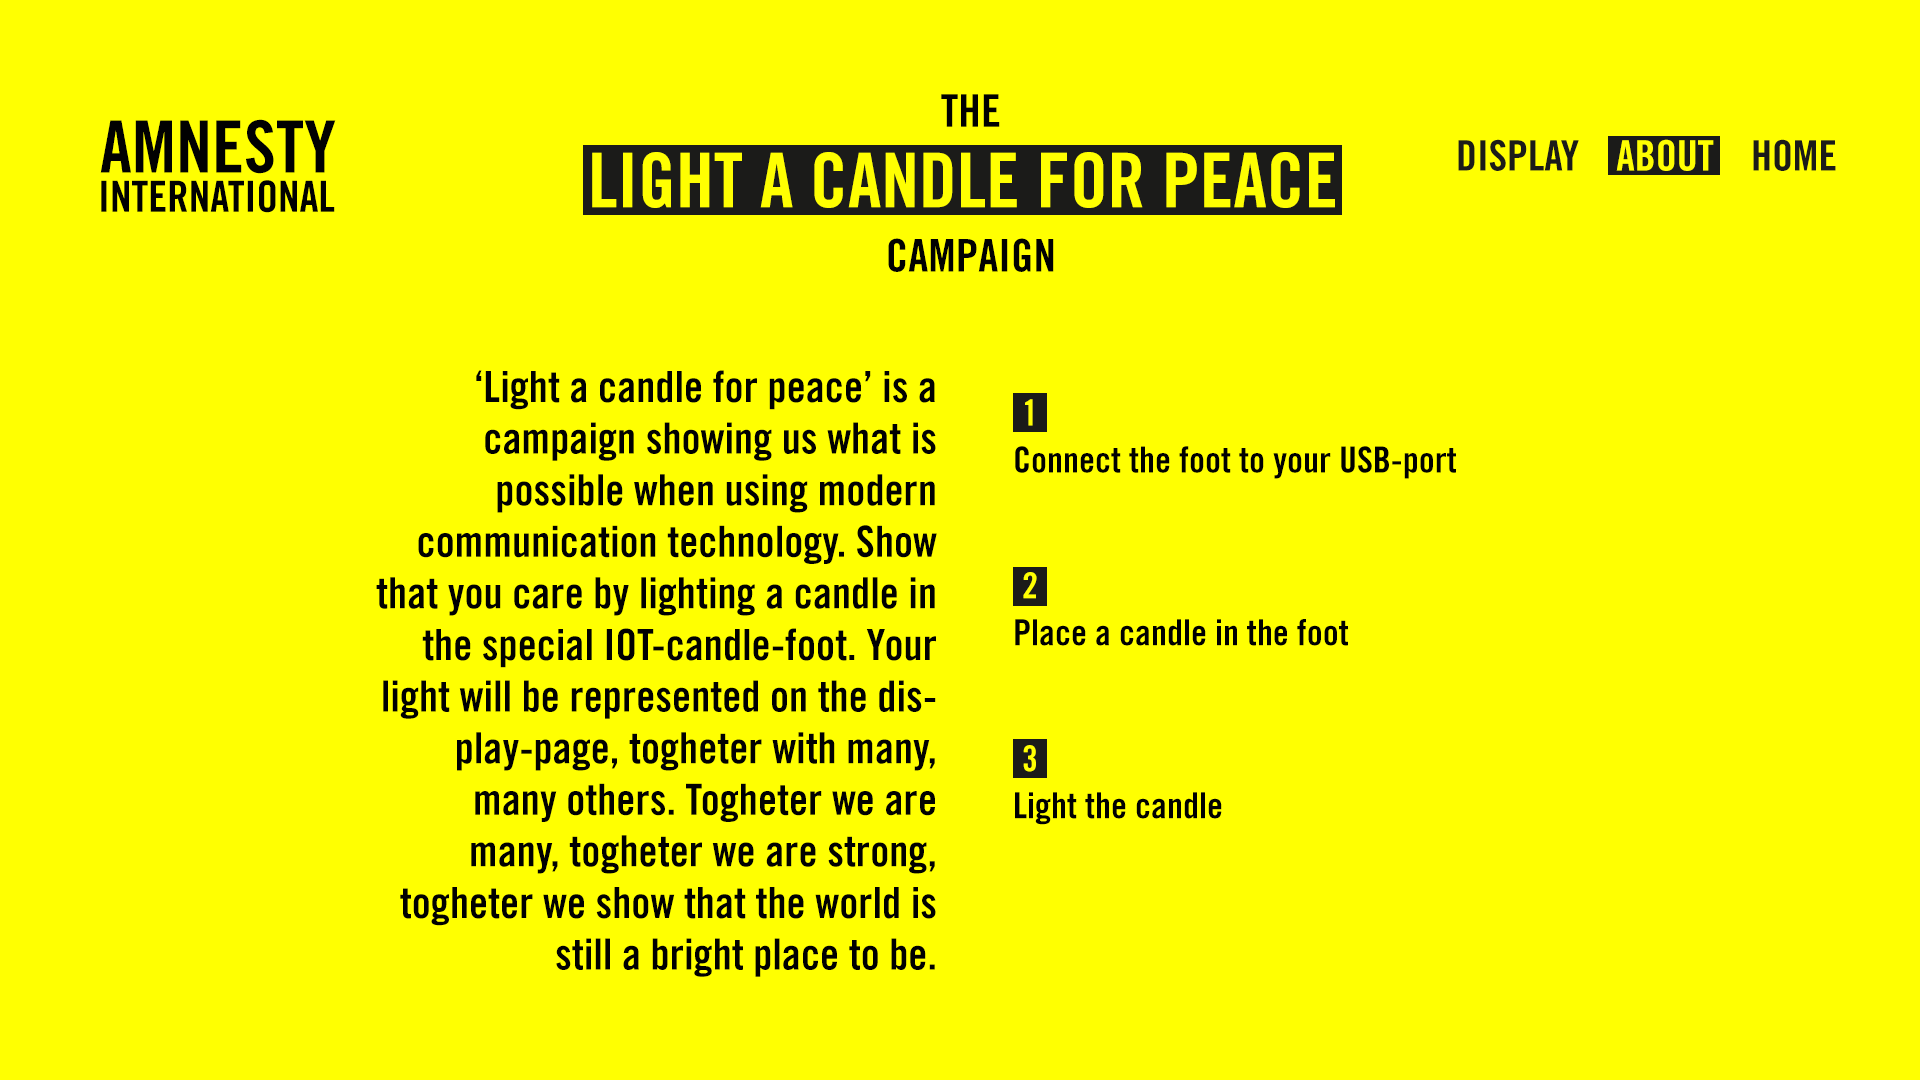 AMNESTY
INTERNATIONAL
THE
LIGHT A CANDLE FOR PEACE
CAMPAIGN
DISPLAY ABOUT HOME
‘Light a candle for peace’ is a
campaign showing us what is
possible when using modern
communication technology. Show
that you care by lighting a candle in
the special IOT-candle-foot. Your
light will be represented on the dis-
play-page, togheter with many,
many others. Togheter we are
many, togheter we are strong,
togheter we show that the world is
still a bright place to be.
1
Connect the foot to your USB-port
2
Place a candle in the foot
3
Light the candle